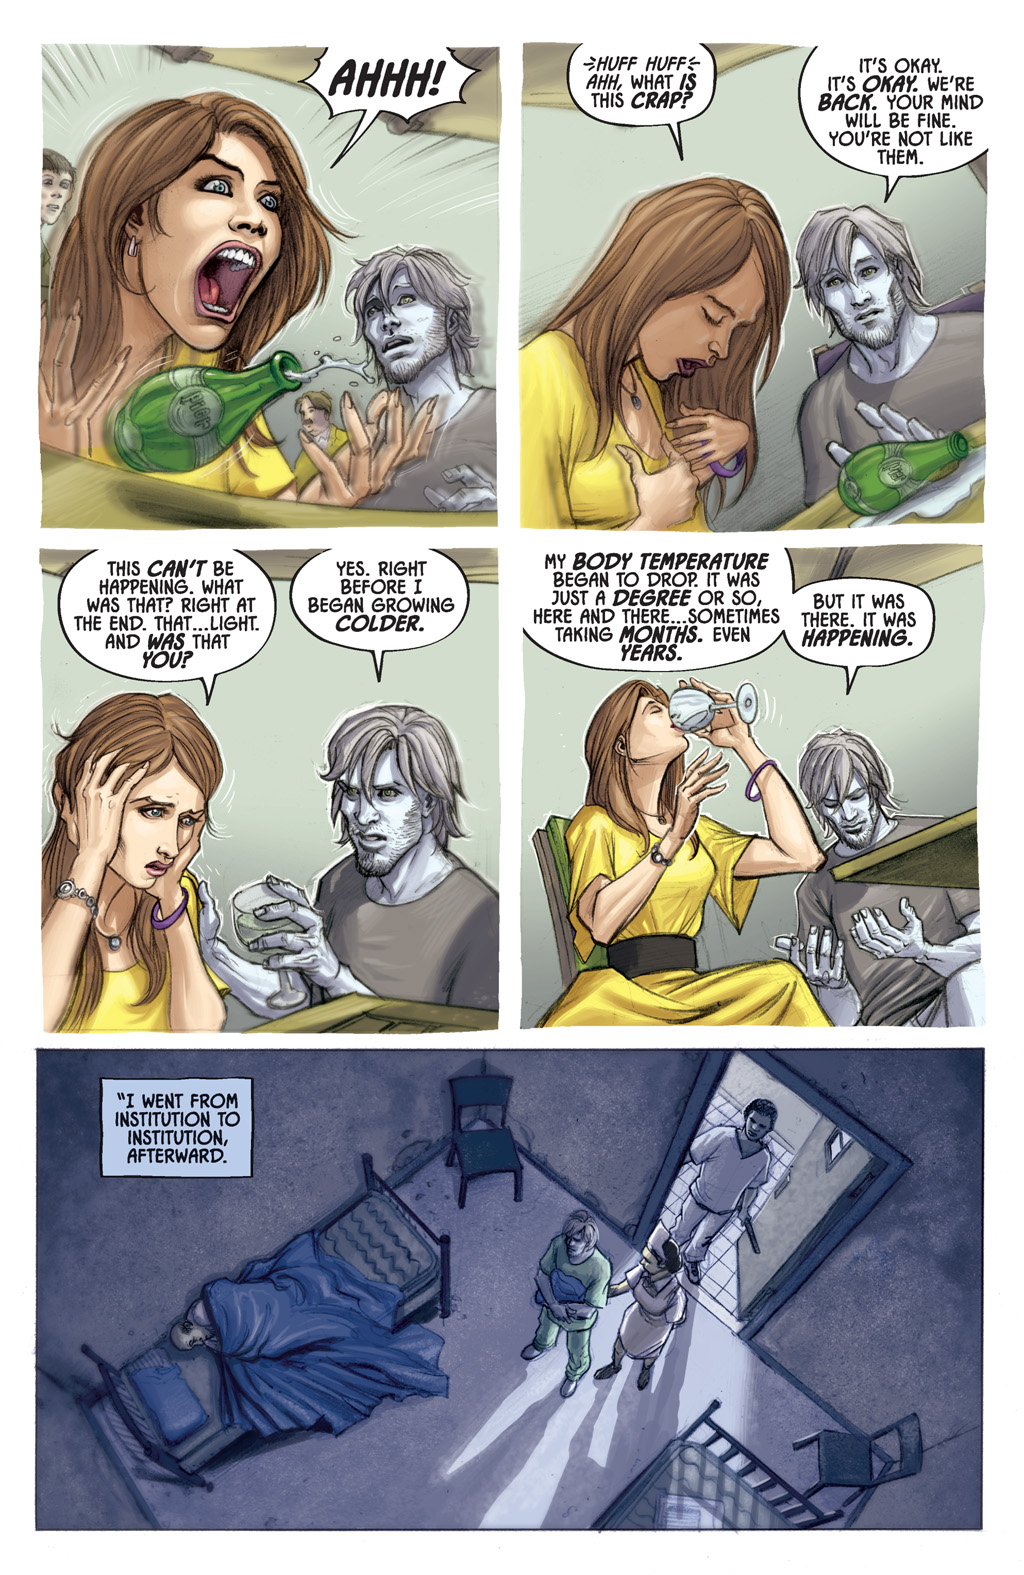 AHHH!
HUFF HUFF
AHH, WHAT IS
THIS CRAP?
IT'S OKAY.
IT'S OKAY. WE'RE
BACK. YOUR MIND
WILL BE FINE.
YOU'RE NOT LIKE
THEM.
THIS CAN'T BE
HAPPENING. WHAT
WAS THAT? RIGHT AT
THE END. THAT...LIGHT.
AND WAS THAT
YOU?
YES. RIGHT
BEFORE I
BEGAN GROWING
COLDER.
MY BODY TEMPERATURE
BEGAN TO DROP. IT WAS
JUST A DEGREE OR SO,
HERE AND THERE...SOMETIMES
TAKING MONTHS. EVEN
YEARS.
BUT IT WAS
THERE. IT WAS
HAPPENING.
"I WENT FROM
INSTITUTION TO
INSTITUTION,
AFTERWARD.